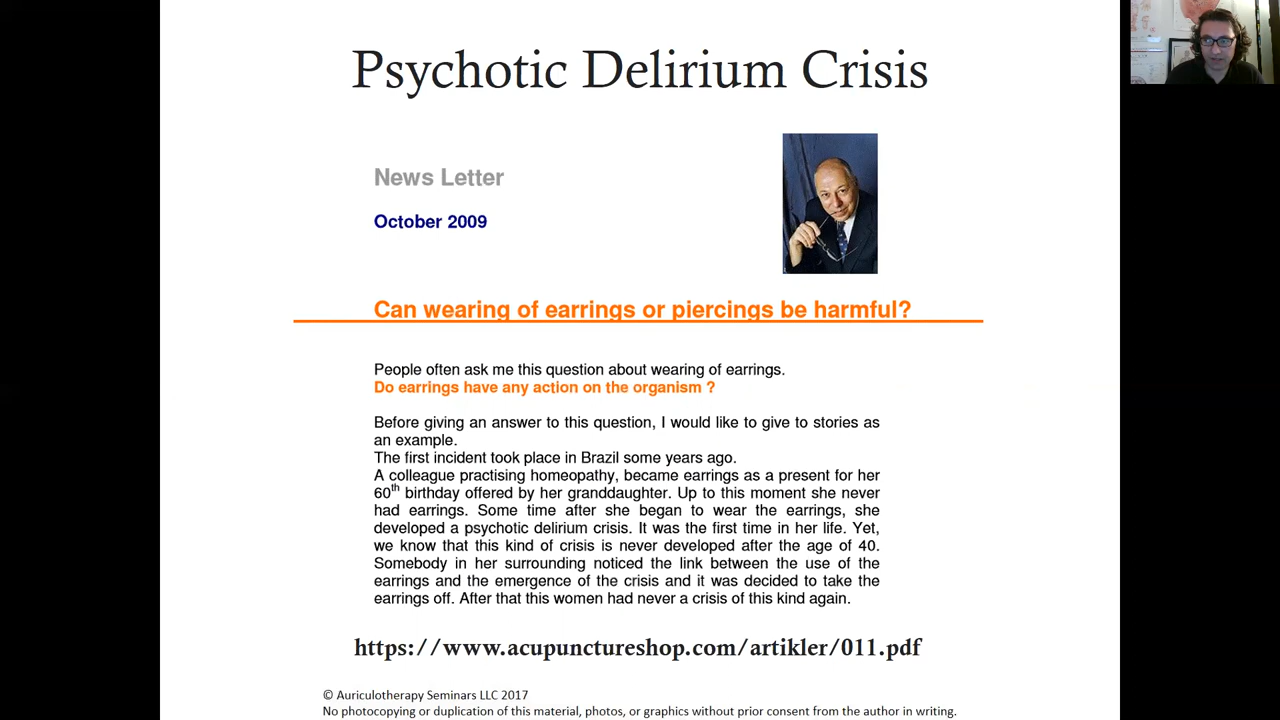 Psychotic Delirium Crisis
News Letter
October 2009
Can wearing of earrings or piercings be harmful?
People often ask me this question about wearing of earrings.
Do earrings have any action on the organism ?
Before giving an answer to this question, I would like to give to stories as
an example.
The first incident took place in Brazil some years ago.
A colleague practising homeopathy, became earrings as a present for her
60th birthday offered by her granddaughter. Up to this moment she never
had earrings. Some time after she began to wear the earrings, she
developed a psychotic delirium crisis. It was the first time in her life. Yet,
we know that this kind of crisis is never developed after the age of 40.
Somebody in her surrounding noticed the link between the use of the
earrings and the emergence of the crisis and it was decided to take the
earrings off. After that this women had never a crisis of this kind again.
https://www.acupunctureshop.com/artikler/011.pdf
© Auriculotherapy Seminars LLC 2017
No photocopying or duplication of this material, photos, or graphics without prior consent from the author in writing.